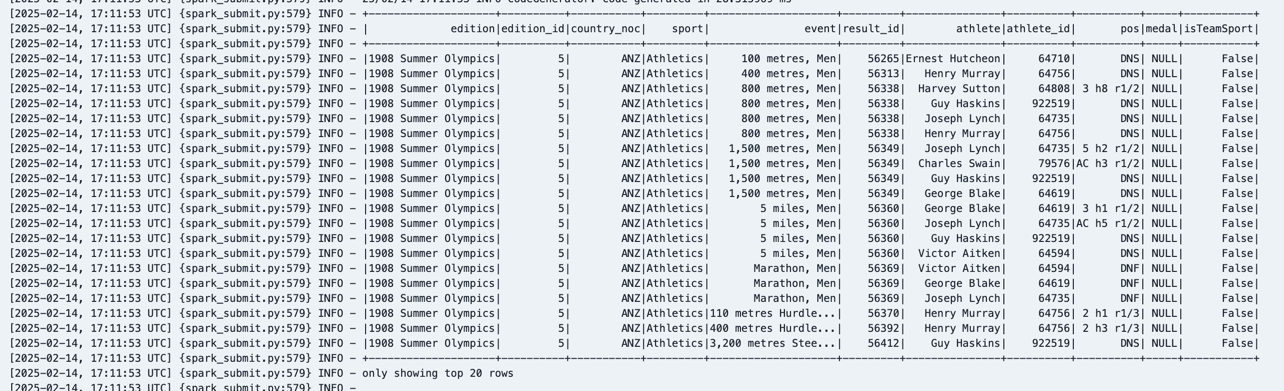 [2025-02-14, 17:11:53 UTC] {spark_submit.py:579} INFO - 25/02/14 17:11:53 INFO CodeGenerator: Code generated in 20.515909 ms
[2025-02-14, 17:11:53 UTC] {spark_submit.py:579} INFO - +--------------------+----------+-----------+---------+--------------------+---------+----------------+----------+----------+-----+-----------+
[2025-02-14, 17:11:53 UTC] {spark_submit.py:579} INFO - |             edition|edition_id|country_noc|    sport|               event|result_id|         athlete|athlete_id|       pos|medal|isTeamSport|
[2025-02-14, 17:11:53 UTC] {spark_submit.py:579} INFO - +--------------------+----------+-----------+---------+--------------------+---------+----------------+----------+----------+-----+-----------+
[2025-02-14, 17:11:53 UTC] {spark_submit.py:579} INFO - |1908 Summer Olympics|         5|        ANZ|Athletics|     100 metres, Men|    56265|Ernest Hutcheon|     64710|       DNS| NULL|      False|
[2025-02-14, 17:11:53 UTC] {spark_submit.py:579} INFO - |1908 Summer Olympics|         5|        ANZ|Athletics|     400 metres, Men|    56313|   Henry Murray|     64756|       DNS| NULL|      False|
[2025-02-14, 17:11:53 UTC] {spark_submit.py:579} INFO - |1908 Summer Olympics|         5|        ANZ|Athletics|     800 metres, Men|    56338|  Harvey Sutton|     64808| 3 h8 r1/2| NULL|      False|
[2025-02-14, 17:11:53 UTC] {spark_submit.py:579} INFO - |1908 Summer Olympics|         5|        ANZ|Athletics|     800 metres, Men|    56338|    Guy Haskins|    922519|       DNS| NULL|      False|
[2025-02-14, 17:11:53 UTC] {spark_submit.py:579} INFO - |1908 Summer Olympics|         5|        ANZ|Athletics|     800 metres, Men|    56338|   Joseph Lynch|     64735|       DNS| NULL|      False|
[2025-02-14, 17:11:53 UTC] {spark_submit.py:579} INFO - |1908 Summer Olympics|         5|        ANZ|Athletics|     800 metres, Men|    56338|   Henry Murray|     64756|       DNS| NULL|      False|
[2025-02-14, 17:11:53 UTC] {spark_submit.py:579} INFO - |1908 Summer Olympics|         5|        ANZ|Athletics|   1,500 metres, Men|    56349|   Joseph Lynch|     64735| 5 h2 r1/2| NULL|      False|
[2025-02-14, 17:11:53 UTC] {spark_submit.py:579} INFO - |1908 Summer Olympics|         5|        ANZ|Athletics|   1,500 metres, Men|    56349|  Charles Swain|     79576|AC h3 r1/2| NULL|      False|
[2025-02-14, 17:11:53 UTC] {spark_submit.py:579} INFO - |1908 Summer Olympics|         5|        ANZ|Athletics|   1,500 metres, Men|    56349|    Guy Haskins|    922519|       DNS| NULL|      False|
[2025-02-14, 17:11:53 UTC] {spark_submit.py:579} INFO - |1908 Summer Olympics|         5|        ANZ|Athletics|   1,500 metres, Men|    56349|   George Blake|     64619|       DNS| NULL|      False|
[2025-02-14, 17:11:53 UTC] {spark_submit.py:579} INFO - |1908 Summer Olympics|         5|        ANZ|Athletics|        5 miles, Men|    56360|   George Blake|     64619| 3 h1 r1/2| NULL|      False|
[2025-02-14, 17:11:53 UTC] {spark_submit.py:579} INFO - |1908 Summer Olympics|         5|        ANZ|Athletics|        5 miles, Men|    56360|   Joseph Lynch|     64735|AC h5 r1/2| NULL|      False|
[2025-02-14, 17:11:53 UTC] {spark_submit.py:579} INFO - |1908 Summer Olympics|         5|        ANZ|Athletics|        5 miles, Men|    56360|    Guy Haskins|    922519|       DNS| NULL|      False|
[2025-02-14, 17:11:53 UTC] {spark_submit.py:579} INFO - |1908 Summer Olympics|         5|        ANZ|Athletics|        5 miles, Men|    56360|  Victor Aitken|     64594|       DNS| NULL|      False|
[2025-02-14, 17:11:53 UTC] {spark_submit.py:579} INFO - |1908 Summer Olympics|         5|        ANZ|Athletics|       Marathon, Men|    56369|  Victor Aitken|     64594|       DNF| NULL|      False|
[2025-02-14, 17:11:53 UTC] {spark_submit.py:579} INFO - |1908 Summer Olympics|         5|        ANZ|Athletics|       Marathon, Men|    56369|   George Blake|     64619|       DNF| NULL|      False|
[2025-02-14, 17:11:53 UTC] {spark_submit.py:579} INFO - |1908 Summer Olympics|         5|        ANZ|Athletics|       Marathon, Men|    56369|   Joseph Lynch|     64735|       DNF| NULL|      False|
[2025-02-14, 17:11:53 UTC] {spark_submit.py:579} INFO - |1908 Summer Olympics|         5|        ANZ|Athletics|110 metres Hurdle...|    56370|   Henry Murray|     64756| 2 h1 r1/3| NULL|      False|
[2025-02-14, 17:11:53 UTC] {spark_submit.py:579} INFO - |1908 Summer Olympics|         5|        ANZ|Athletics|400 metres Hurdle...|    56392|   Henry Murray|     64756| 2 h3 r1/3| NULL|      False|
[2025-02-14, 17:11:53 UTC] {spark_submit.py:579} INFO - |1908 Summer Olympics|         5|        ANZ|Athletics|3,200 metres Stee...|    56412|    Guy Haskins|    922519|       DNS| NULL|      False|
[2025-02-14, 17:11:53 UTC] {spark_submit.py:579} INFO - +--------------------+----------+-----------+---------+--------------------+---------+----------------+----------+----------+-----+-----------+
[2025-02-14, 17:11:53 UTC] {spark_submit.py:579} INFO - only showing top 20 rows
[2025-02-14, 17:11:53 UTC] {spark_submit.py:579} INFO -